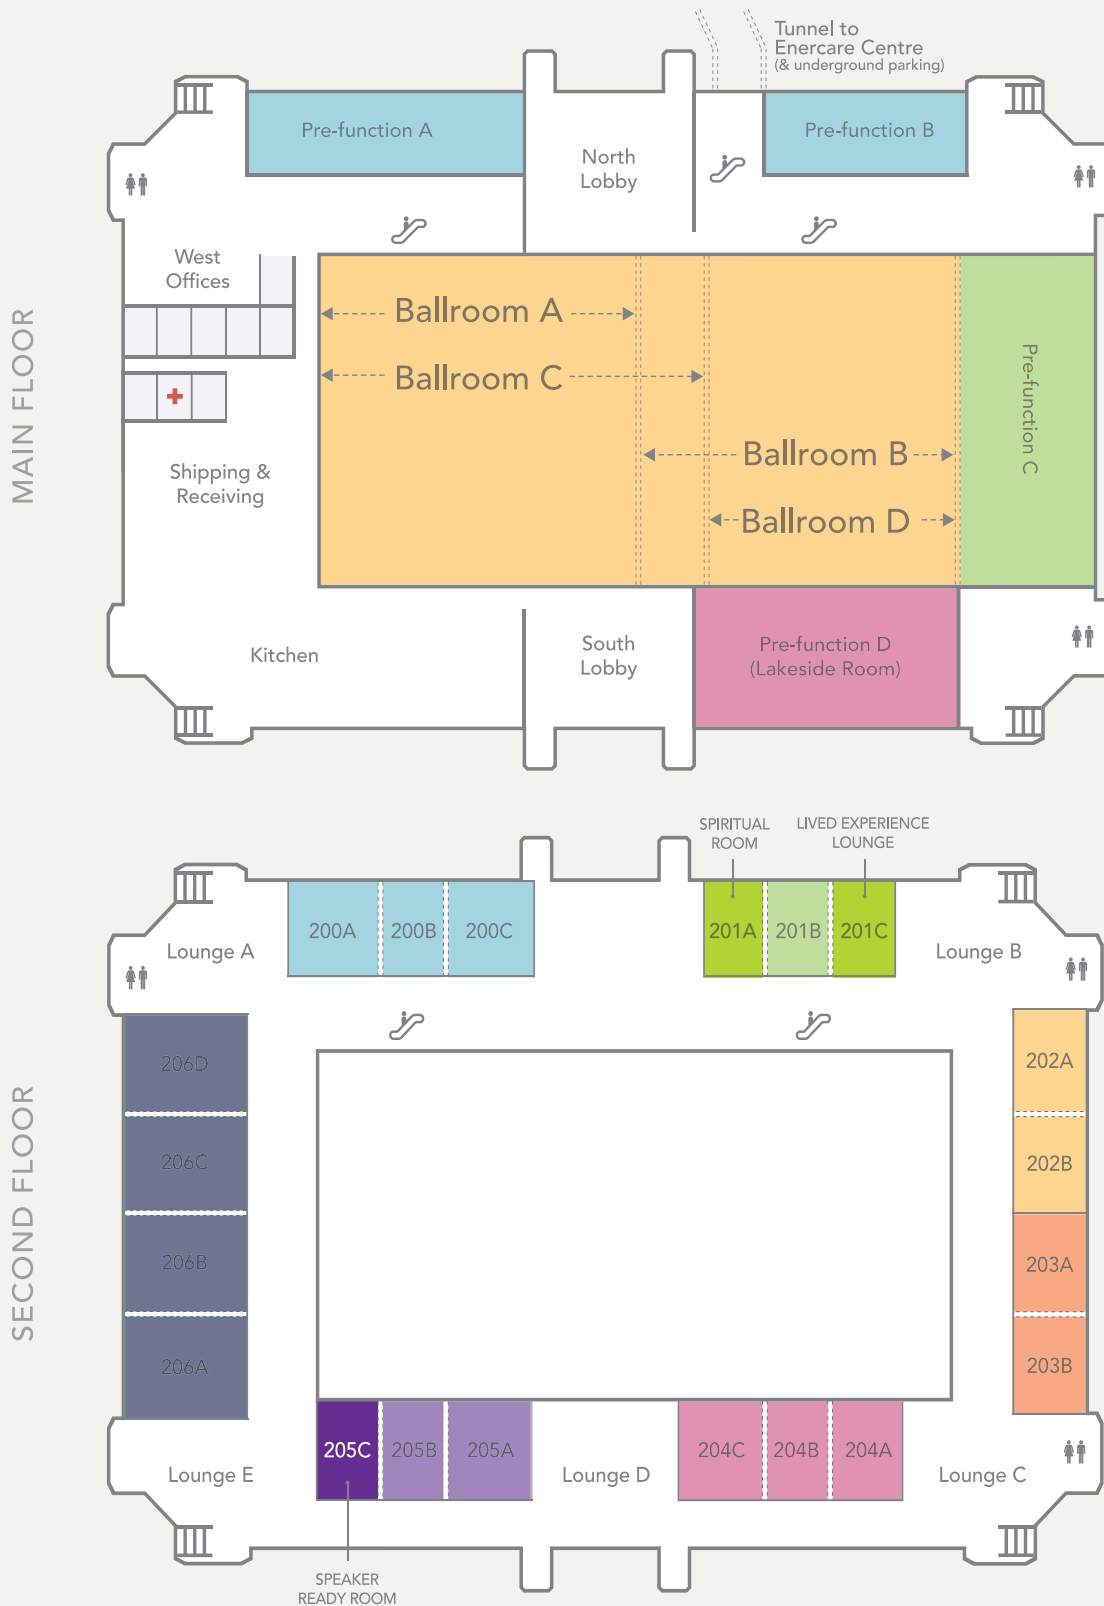 Tunnel to
Enercare Centre
(& underground parking)
Pre-function A
Pre-function B
North
Lobby
West
Offices
Ballroom A
Ballroom C
Ballroom B
Ballroom D
Pre-function C
MAIN FLOOR
Shipping &
Receiving
Kitchen
South
Lobby
Pre-function D
(Lakeside Room)
SPIRITUAL
ROOM
LIVED EXPERIENCE
LOUNGE
200A
200B
200C
201A
201B
201C
Lounge A
Lounge B
206D
206C
206B
206A
202A
202B
203A
203B
SECOND FLOOR
205C
205B
205A
204C
204B
204A
Lounge E
Lounge D
Lounge C
SPEAKER
READY ROOM